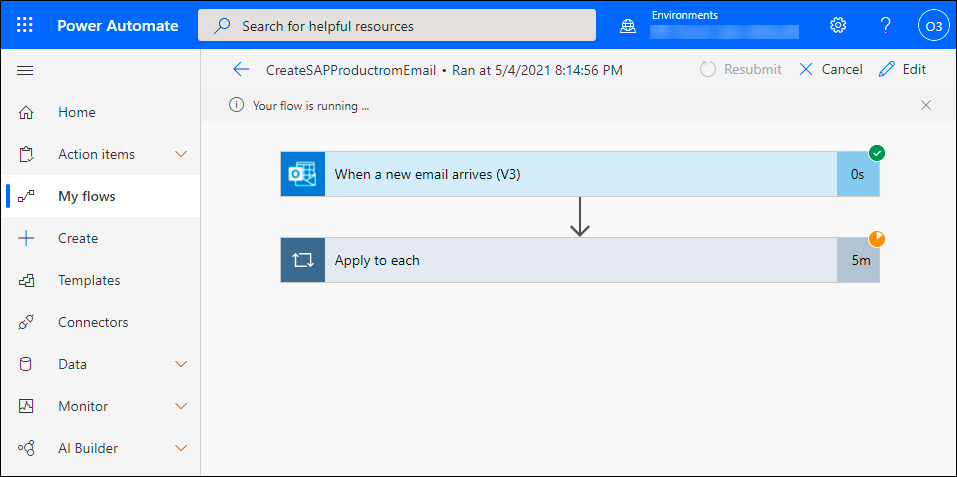 Power Automate
Search for helpful resources
Environments
?
O3
CreateSAPProductromEmail • Ran at 5/4/2021 8:14:56 PM
Resubmit
Cancel
Edit
Your flow is running ...
Home
Action items
My flows
Create
Templates
Connectors
Data
Monitor
AI Builder
When a new email arrives (V3)
0s
Apply to each
5m